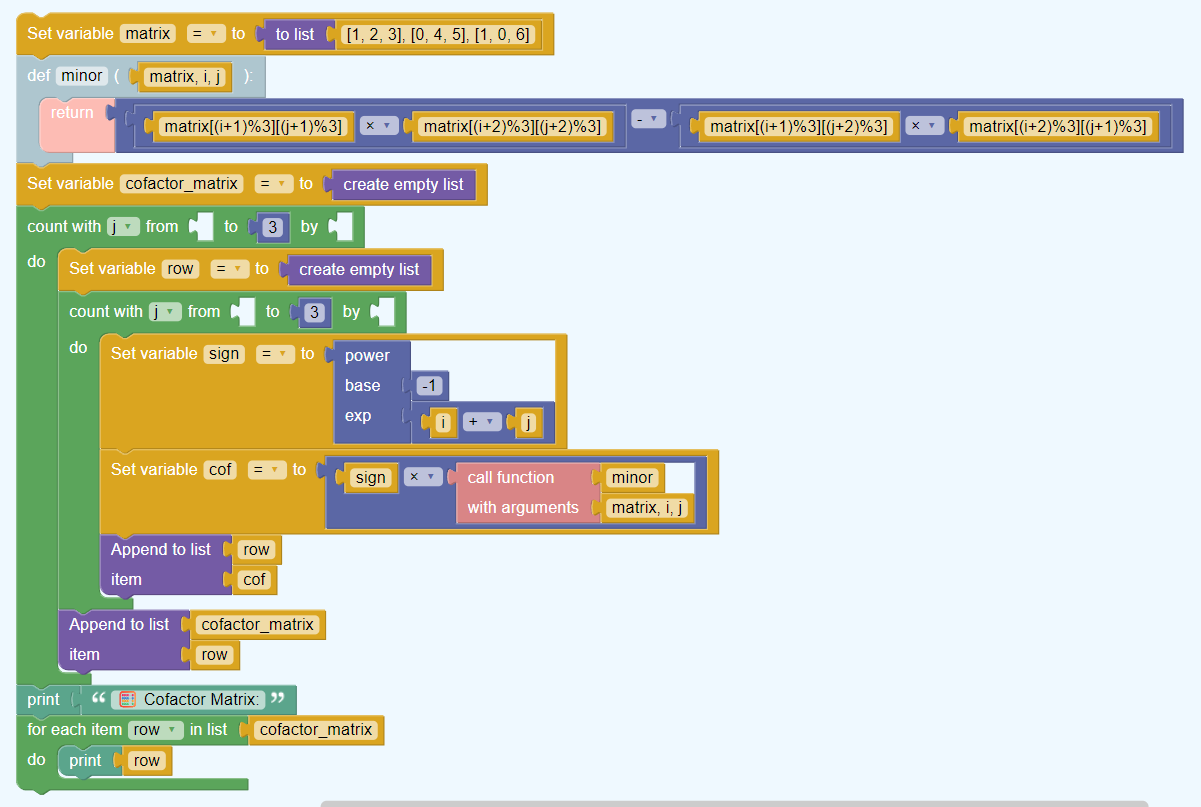 Set variable matrix = to to list [1, 2, 3], [0, 4, 5], [1, 0, 6]
def minor ( matrix, i, j ):
return matrix[(i+1)%3][(j+1)%3] × matrix[(i+2)%3][(j+2)%3] - matrix[(i+1)%3][(j+2)%3] × matrix[(i+2)%3][(j+1)%3]
Set variable cofactor_matrix = to create empty list
count with j from to 3 by
do
Set variable row = to create empty list
count with j from to 3 by
do
Set variable sign = to power
base -1
exp i + j
Set variable cof = to sign × call function minor
with arguments matrix, i, j
Append to list row
item cof
Append to list cofactor_matrix
item row
print “ 🧮 Cofactor Matrix: ”
for each item row in list cofactor_matrix
do print row